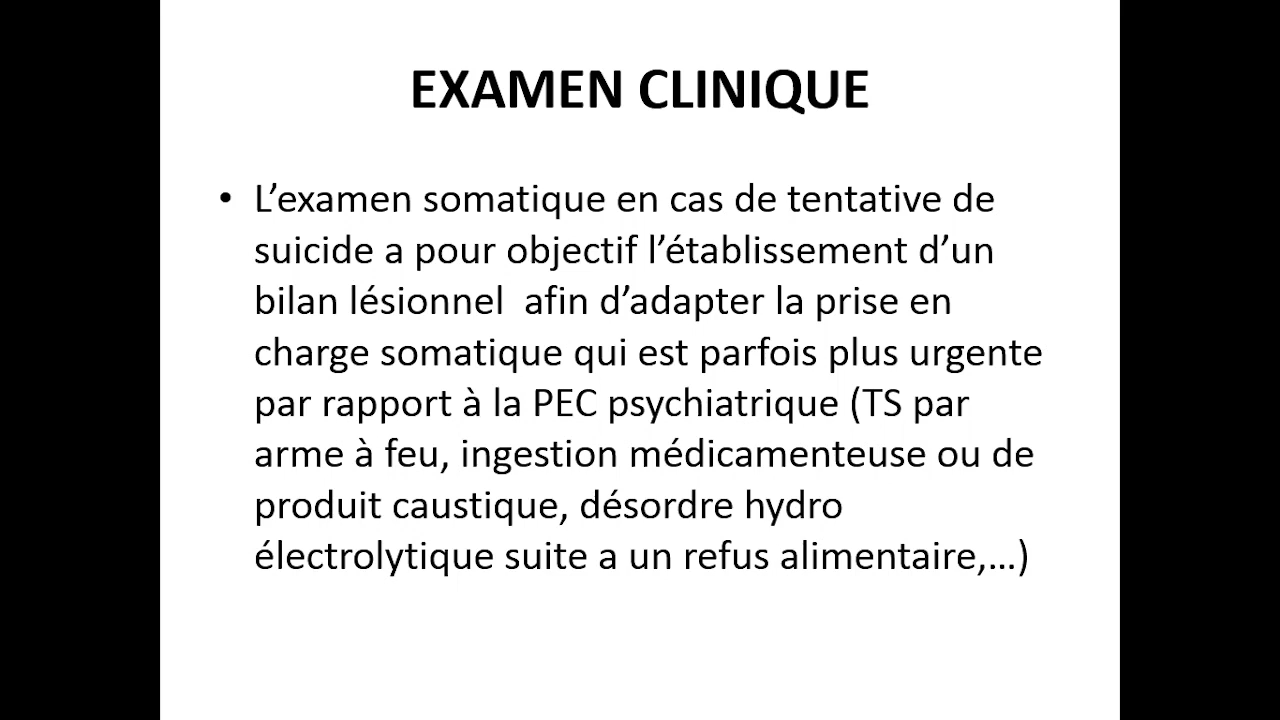 EXAMEN CLINIQUE
• L’examen somatique en cas de tentative de
suicide a pour objectif l’établissement d’un
bilan lésionnel  afin d’adapter la prise en
charge somatique qui est parfois plus urgente
par rapport à la PEC psychiatrique (TS par
arme à feu, ingestion médicamenteuse ou de
produit caustique, désordre hydro
électrolytique suite a un refus alimentaire,…)